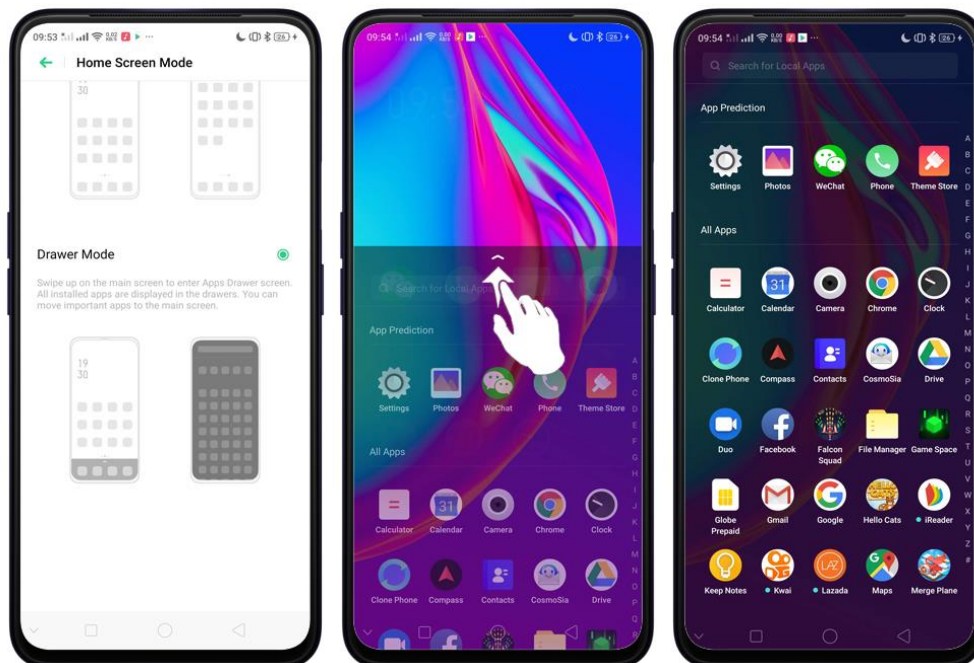 09:53
Home Screen Mode
30
Drawer Mode
Swipe up on the main screen to enter Apps Drawer screen.
All installed apps are displayed in the drawers. You can
move important apps to the main screen.
19
30
09:54
Search for Local Apps
App Prediction
Settings Photos WeChat Phone Theme Store
All Apps
Calculator Calendar Camera Chrome Clock
Clone Phone Compass Contacts CosmoSia Drive
A
B
C
D
E
F
G
H
I
J
K
L
M
N
O
P
Q
R
09:54
Search for Local Apps
App Prediction
Settings Photos WeChat Phone Theme Store
All Apps
Calculator Calendar Camera Chrome Clock
Clone Phone Compass Contacts CosmoSia Drive
Duo Facebook Falcon Squad File Manager Game Space
Globe Prepaid Gmail Google Hello Cats iReader
Keep Notes Kwai Lazada Maps Merge Plane
A
B
C
D
E
F
G
H
I
J
K
L
M
N
O
P
Q
R
S
T
U
V
W
X
Y
Z
#